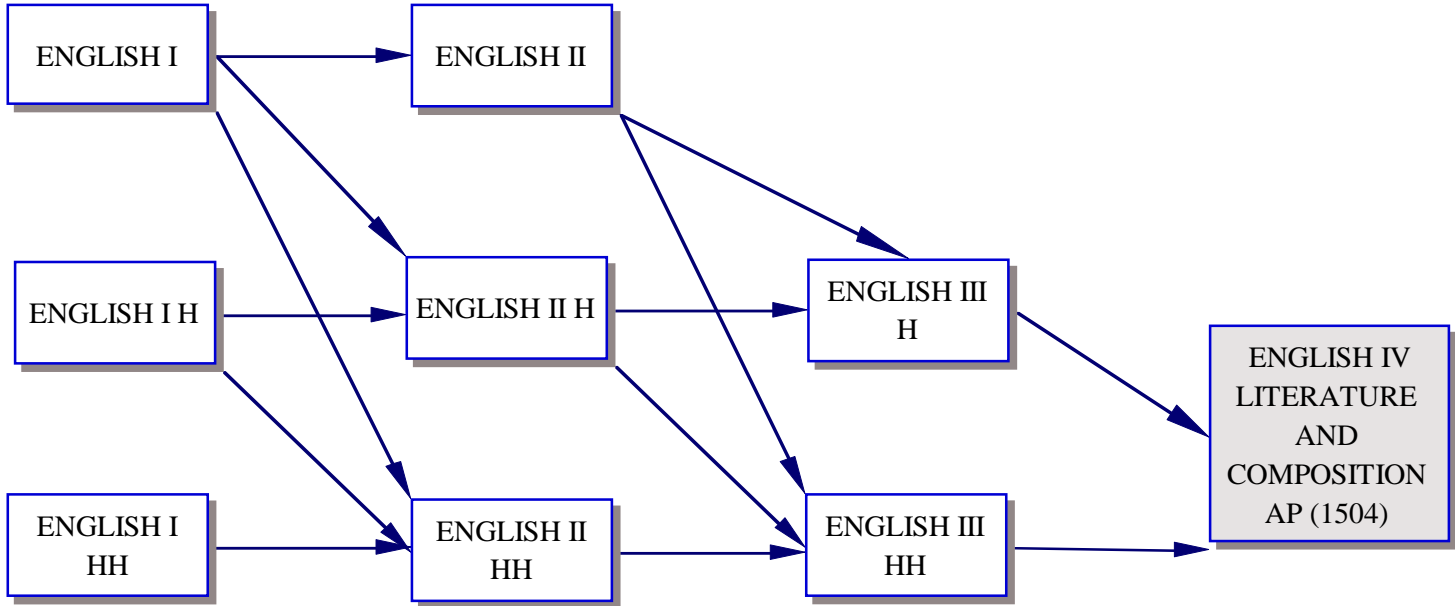 ENGLISH I
ENGLISH II
ENGLISH I H
ENGLISH II H
ENGLISH III
H
ENGLISH IV
LITERATURE
AND
COMPOSITION
AP (1504)
ENGLISH I
HH
ENGLISH II
HH
ENGLISH III
HH